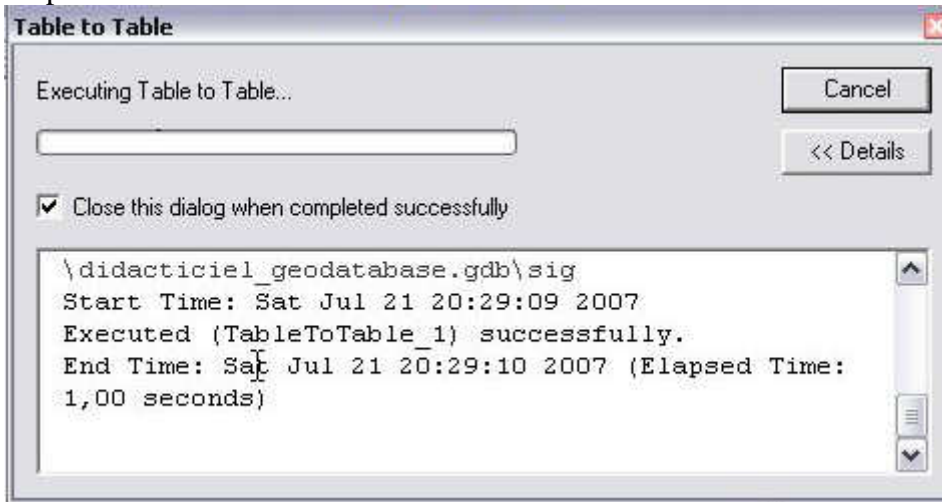 Table to Table
Executing Table to Table...
Cancel
<< Details
Close this dialog when completed successfully
\didacticiel_geodatabase.gdb\sig
Start Time: Sat Jul 21 20:29:09 2007
Executed (TableToTable_1) successfully.
End Time: Sat Jul 21 20:29:10 2007 (Elapsed Time:
1,00 seconds)